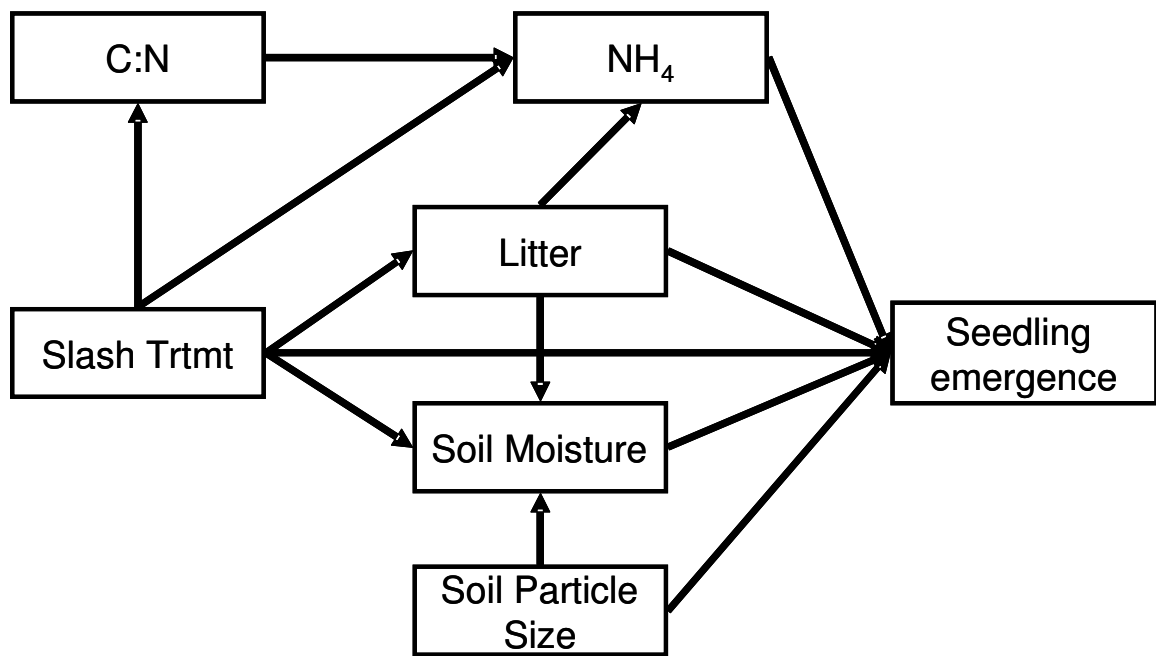 C:N
NH₄
Litter
Slash Trtmt
Seedling
emergence
Soil Moisture
Soil Particle
Size